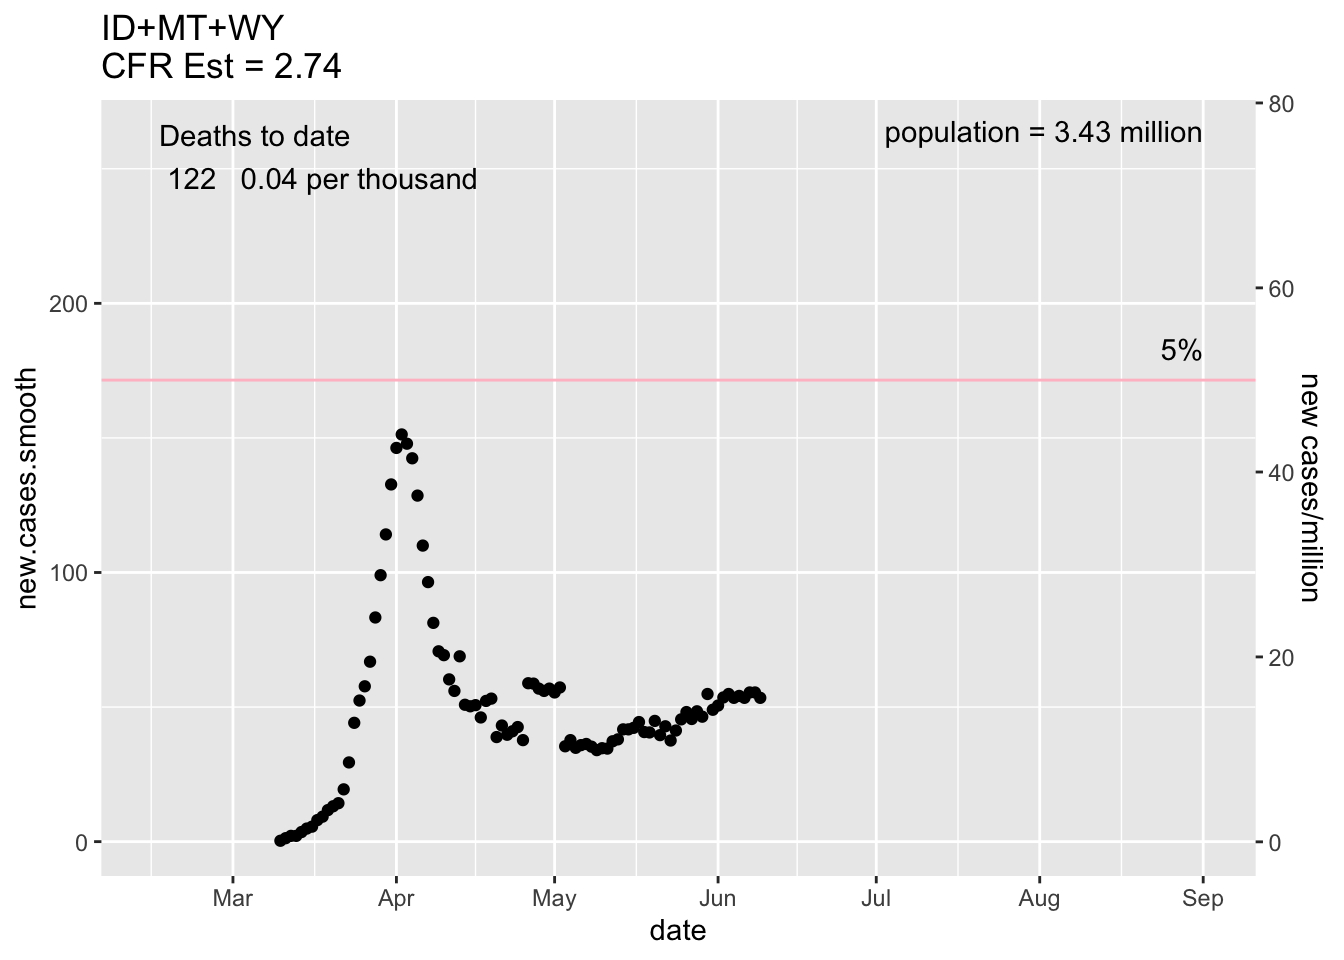 ID+MT+WY
CFR Est = 2.74
Deaths to date
122 0.04 per thousand
population = 3.43 million
5%
200
100
0
new.cases.smooth
80
60
40
20
0
new cases/million
Mar Apr May Jun Jul Aug Sep
date